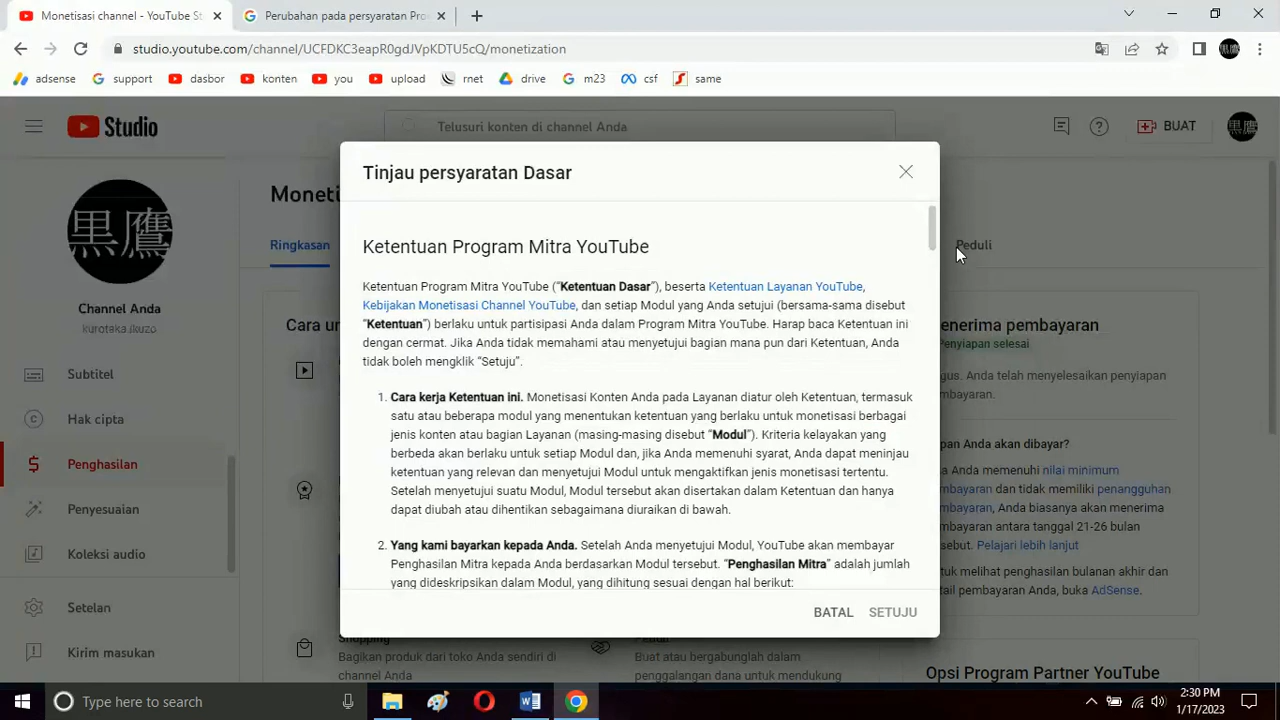 Monetisasi channel - YouTube St
Perubahan pada persyaratan Pro
studio.youtube.com/channel/UCFDKC3eapR0gdJVpKDTU5cQ/monetization
adsense support dasbor konten you upload rnet drive m23 csf same
Studio
Telusuri konten di channel Anda
BUAT
黒鷹
黒鷹
Channel Anda
kurotaka.ikuzo
Subtitel
Hak cipta
Penghasilan
Penyesuaian
Koleksi audio
Setelan
Kirim masukan
Ringkasan
Peduli
Tinjau persyaratan Dasar
Ketentuan Program Mitra YouTube
Ketentuan Program Mitra YouTube (“Ketentuan Dasar”), beserta Ketentuan Layanan YouTube,
Kebijakan Monetisasi Channel YouTube, dan setiap Modul yang Anda setujui (bersama-sama disebut
“Ketentuan”) berlaku untuk partisipasi Anda dalam Program Mitra YouTube. Harap baca Ketentuan ini
dengan cermat. Jika Anda tidak memahami atau menyetujui bagian mana pun dari Ketentuan, Anda
tidak boleh mengklik “Setuju”.
1. Cara kerja Ketentuan ini. Monetisasi Konten Anda pada Layanan diatur oleh Ketentuan, termasuk
satu atau beberapa modul yang menentukan ketentuan yang berlaku untuk monetisasi berbagai
jenis konten atau bagian Layanan (masing-masing disebut “Modul”). Kriteria kelayakan yang
berbeda akan berlaku untuk setiap Modul dan, jika Anda memenuhi syarat, Anda dapat meninjau
ketentuan yang relevan dan menyetujui Modul untuk mengaktifkan jenis monetisasi tertentu.
Setelah menyetujui suatu Modul, Modul tersebut akan disertakan dalam Ketentuan dan hanya
dapat diubah atau dihentikan sebagaimana diuraikan di bawah.
2. Yang kami bayarkan kepada Anda. Setelah Anda menyetujui Modul, YouTube akan membayar
Penghasilan Mitra kepada Anda berdasarkan Modul tersebut. “Penghasilan Mitra” adalah jumlah
yang dideskripsikan dalam Modul, yang dihitung sesuai dengan hal berikut:
BATAL SETUJU
pembayaran
Penyiapan selesai
Anda telah menyelesaikan penyiapan
Anda akan dibayar?
Anda memenuhi nilai minimum
dan tidak memiliki penangguhan
Anda biasanya akan menerima
antara tanggal 21-26 bulan
Pelajari lebih lanjut
melihat penghasilan bulanan akhir dan
pembayaran Anda, buka AdSense.
Opsi Program Partner YouTube
Shopping
Bagikan produk dari toko Anda sendiri di
Buat atau bergabunglah dalam
penggalangan dana untuk mendukung
Type here to search
2:30 PM
1/17/2023